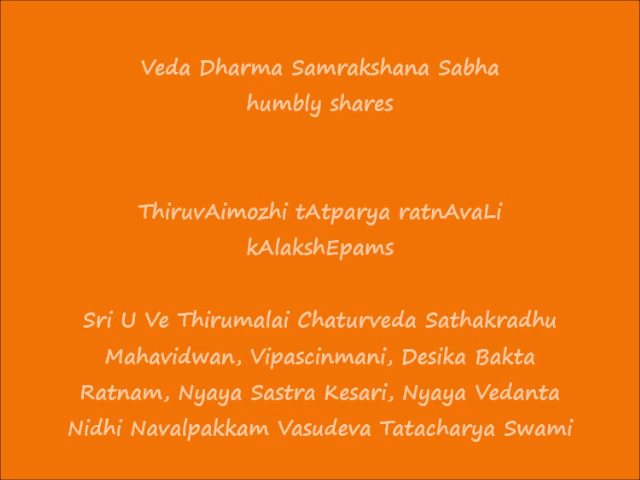 Veda Dharma Samrakshana Sabha
humbly shares
ThiruvAimozhi tAtparya ratnAvaLi
kAlakshEpams
Sri U Ve Thirumalai Chaturveda Sathakradhu
Mahavidwan, Vipascinmani, Desika Bakta
Ratnam, Nyaya Sastra Kesari, Nyaya Vedanta
Nidhi Navalpakkam Vasudeva Tatacharya Swami